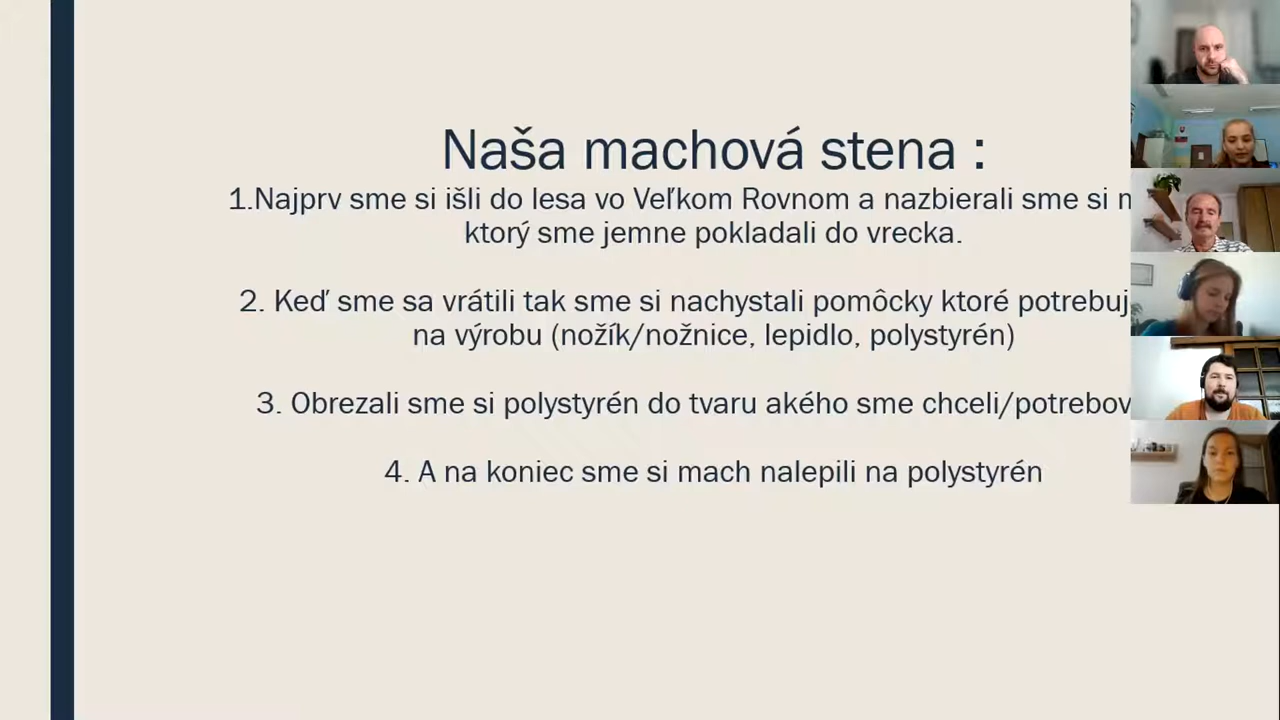 Naša machová stena :
1.Najprv sme si išli do lesa vo Veľkom Rovnom a nazbierali sme si
ktorý sme jemne pokladali do vrecka.
2. Keď sme sa vrátili tak sme si nachystali pomôcky ktoré
na výrobu (nožík/nožnice, lepidlo, polystyrén)
3. Obrezali sme si polystyrén do tvaru akého sme chceli/
4. A na koniec sme si mach nalepili na polystyrén